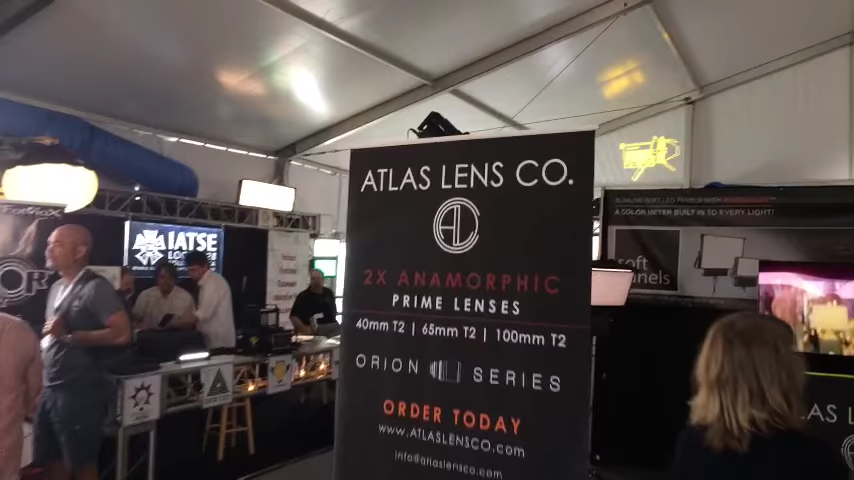 ATLAS LENS CO.
2X ANAMORPHIC
PRIME LENSES
40mm T2 | 65mm T2 | 100mm T2
ORION SERIES
ORDER TODAY
WWW.ATLASLENSCO.COM
info@atlaslensco.com
IATSE
A COLOR METER BUILT IN TO EVERY LIGHT!
soft
panels
ATLAS